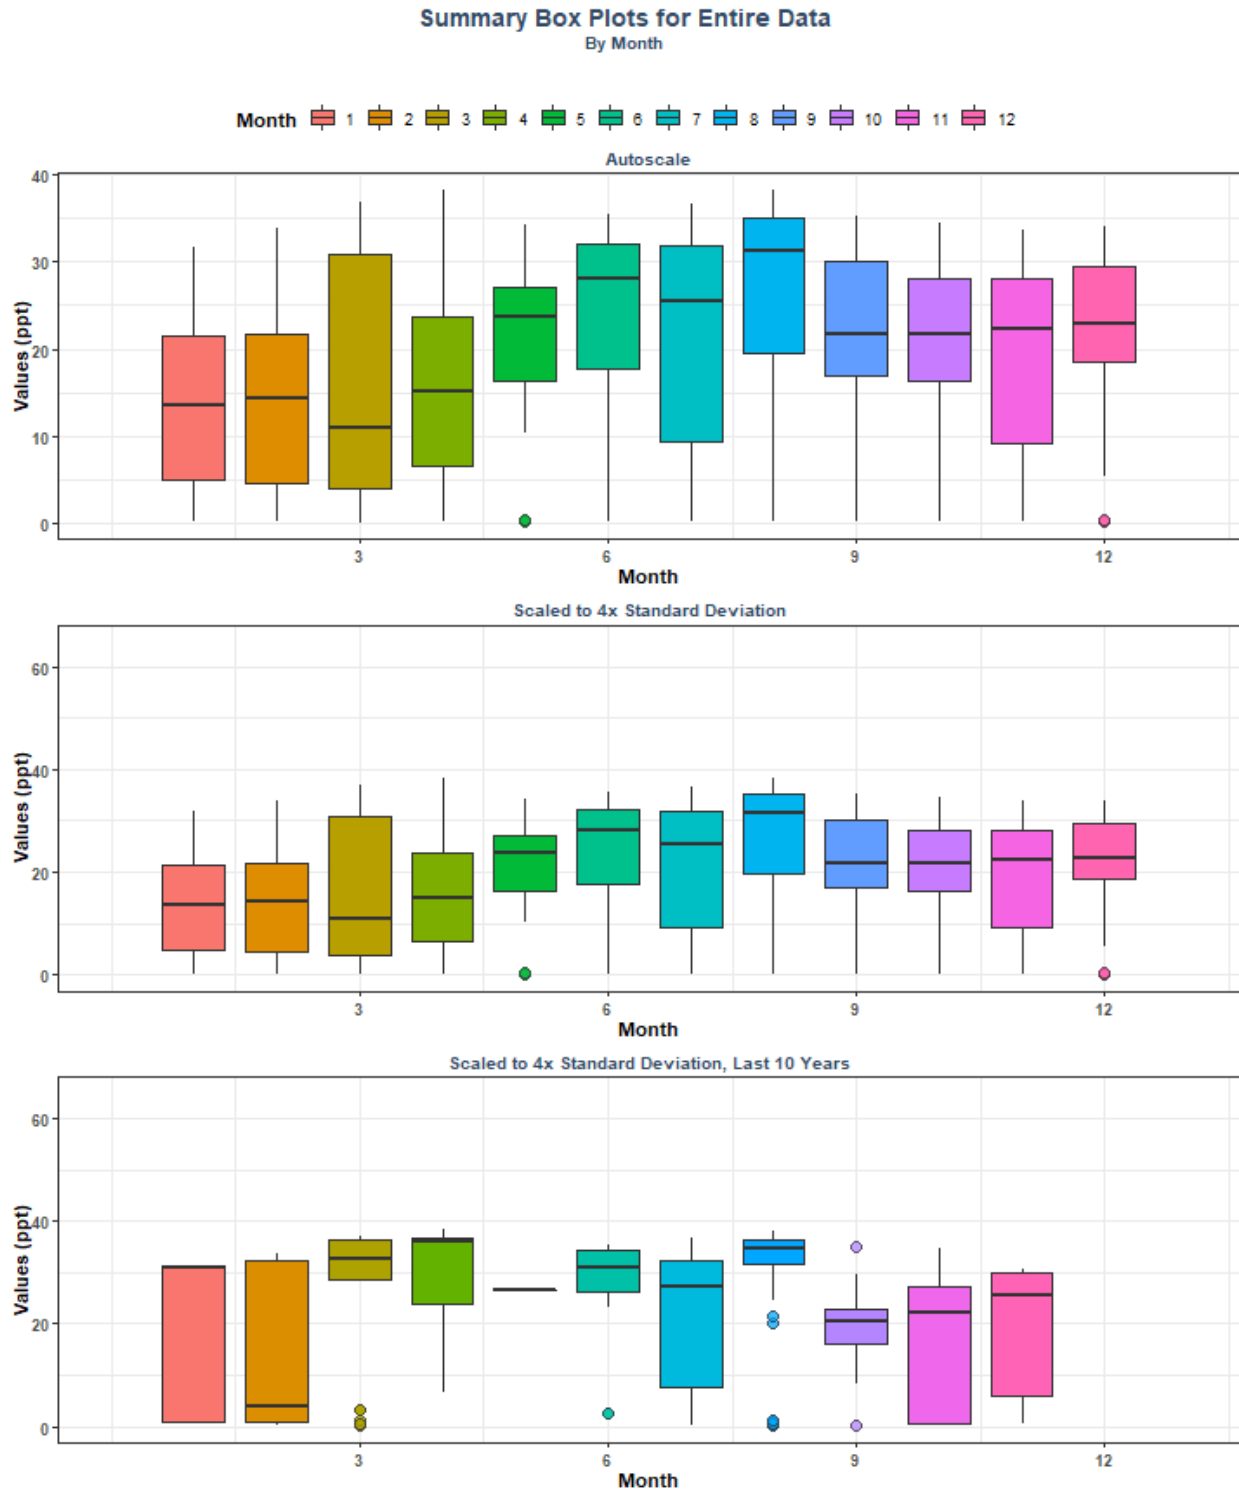 Summary Box Plots for Entire Data
By Month
Month 1 2 3 4 5 6 7 8 9 10 11 12
Autoscale
Values (ppt)
40
30
20
10
0
3 6 9 12
Month
Scaled to 4x Standard Deviation
Values (ppt)
60
40
20
0
3 6 9 12
Month
Scaled to 4x Standard Deviation, Last 10 Years
Values (ppt)
60
40
20
0
3 6 9 12
Month